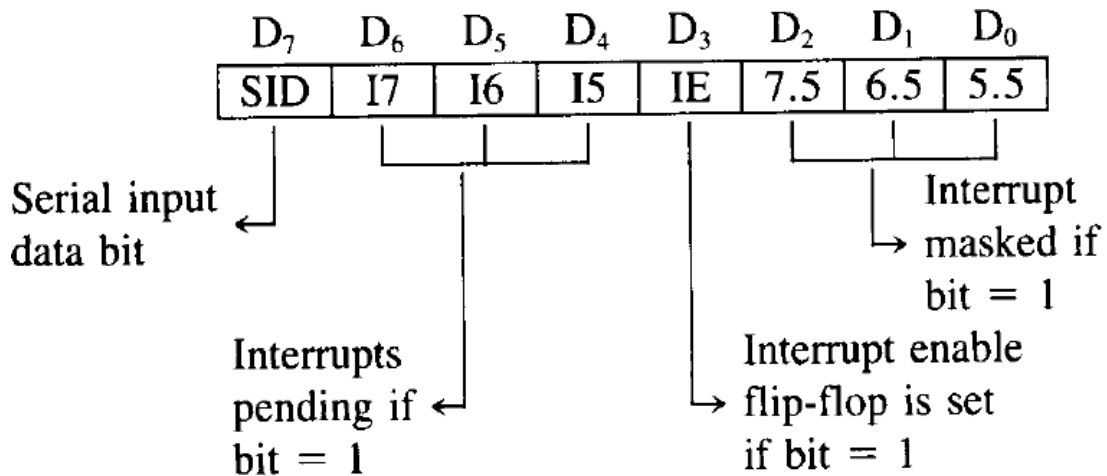 D₇ D₆ D₅ D₄ D₃ D₂ D₁ D₀
SID I7 I6 I5 IE 7.5 6.5 5.5
Serial input
data bit
Interrupts
pending if
bit = 1
Interrupt enable
flip-flop is set
if bit = 1
Interrupt
masked if
bit = 1